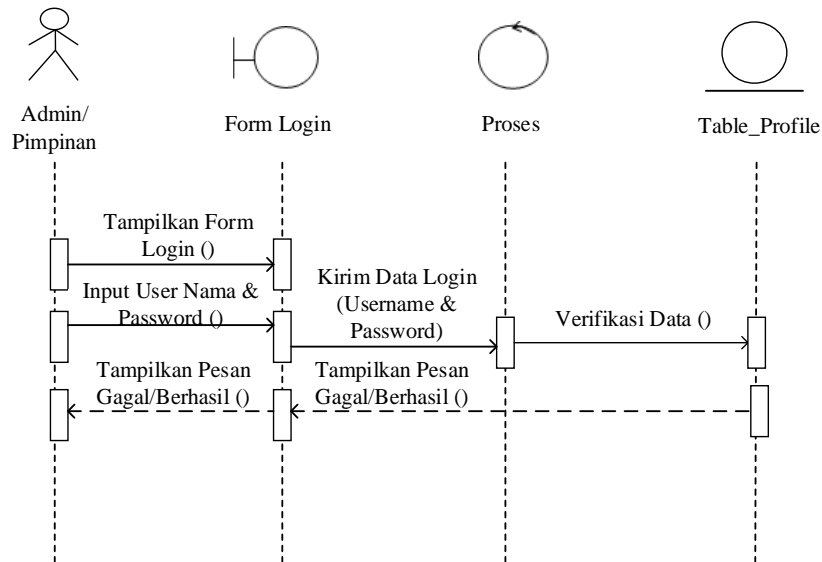 Admin/
Pimpinan
Form Login
Proses
Table_Profile
Tampilkan Form
Login ()
Input User Nama &
Password ()
Kirim Data Login
(Username &
Password)
Verifikasi Data ()
Tampilkan Pesan
Gagal/Berhasil ()
Tampilkan Pesan
Gagal/Berhasil ()